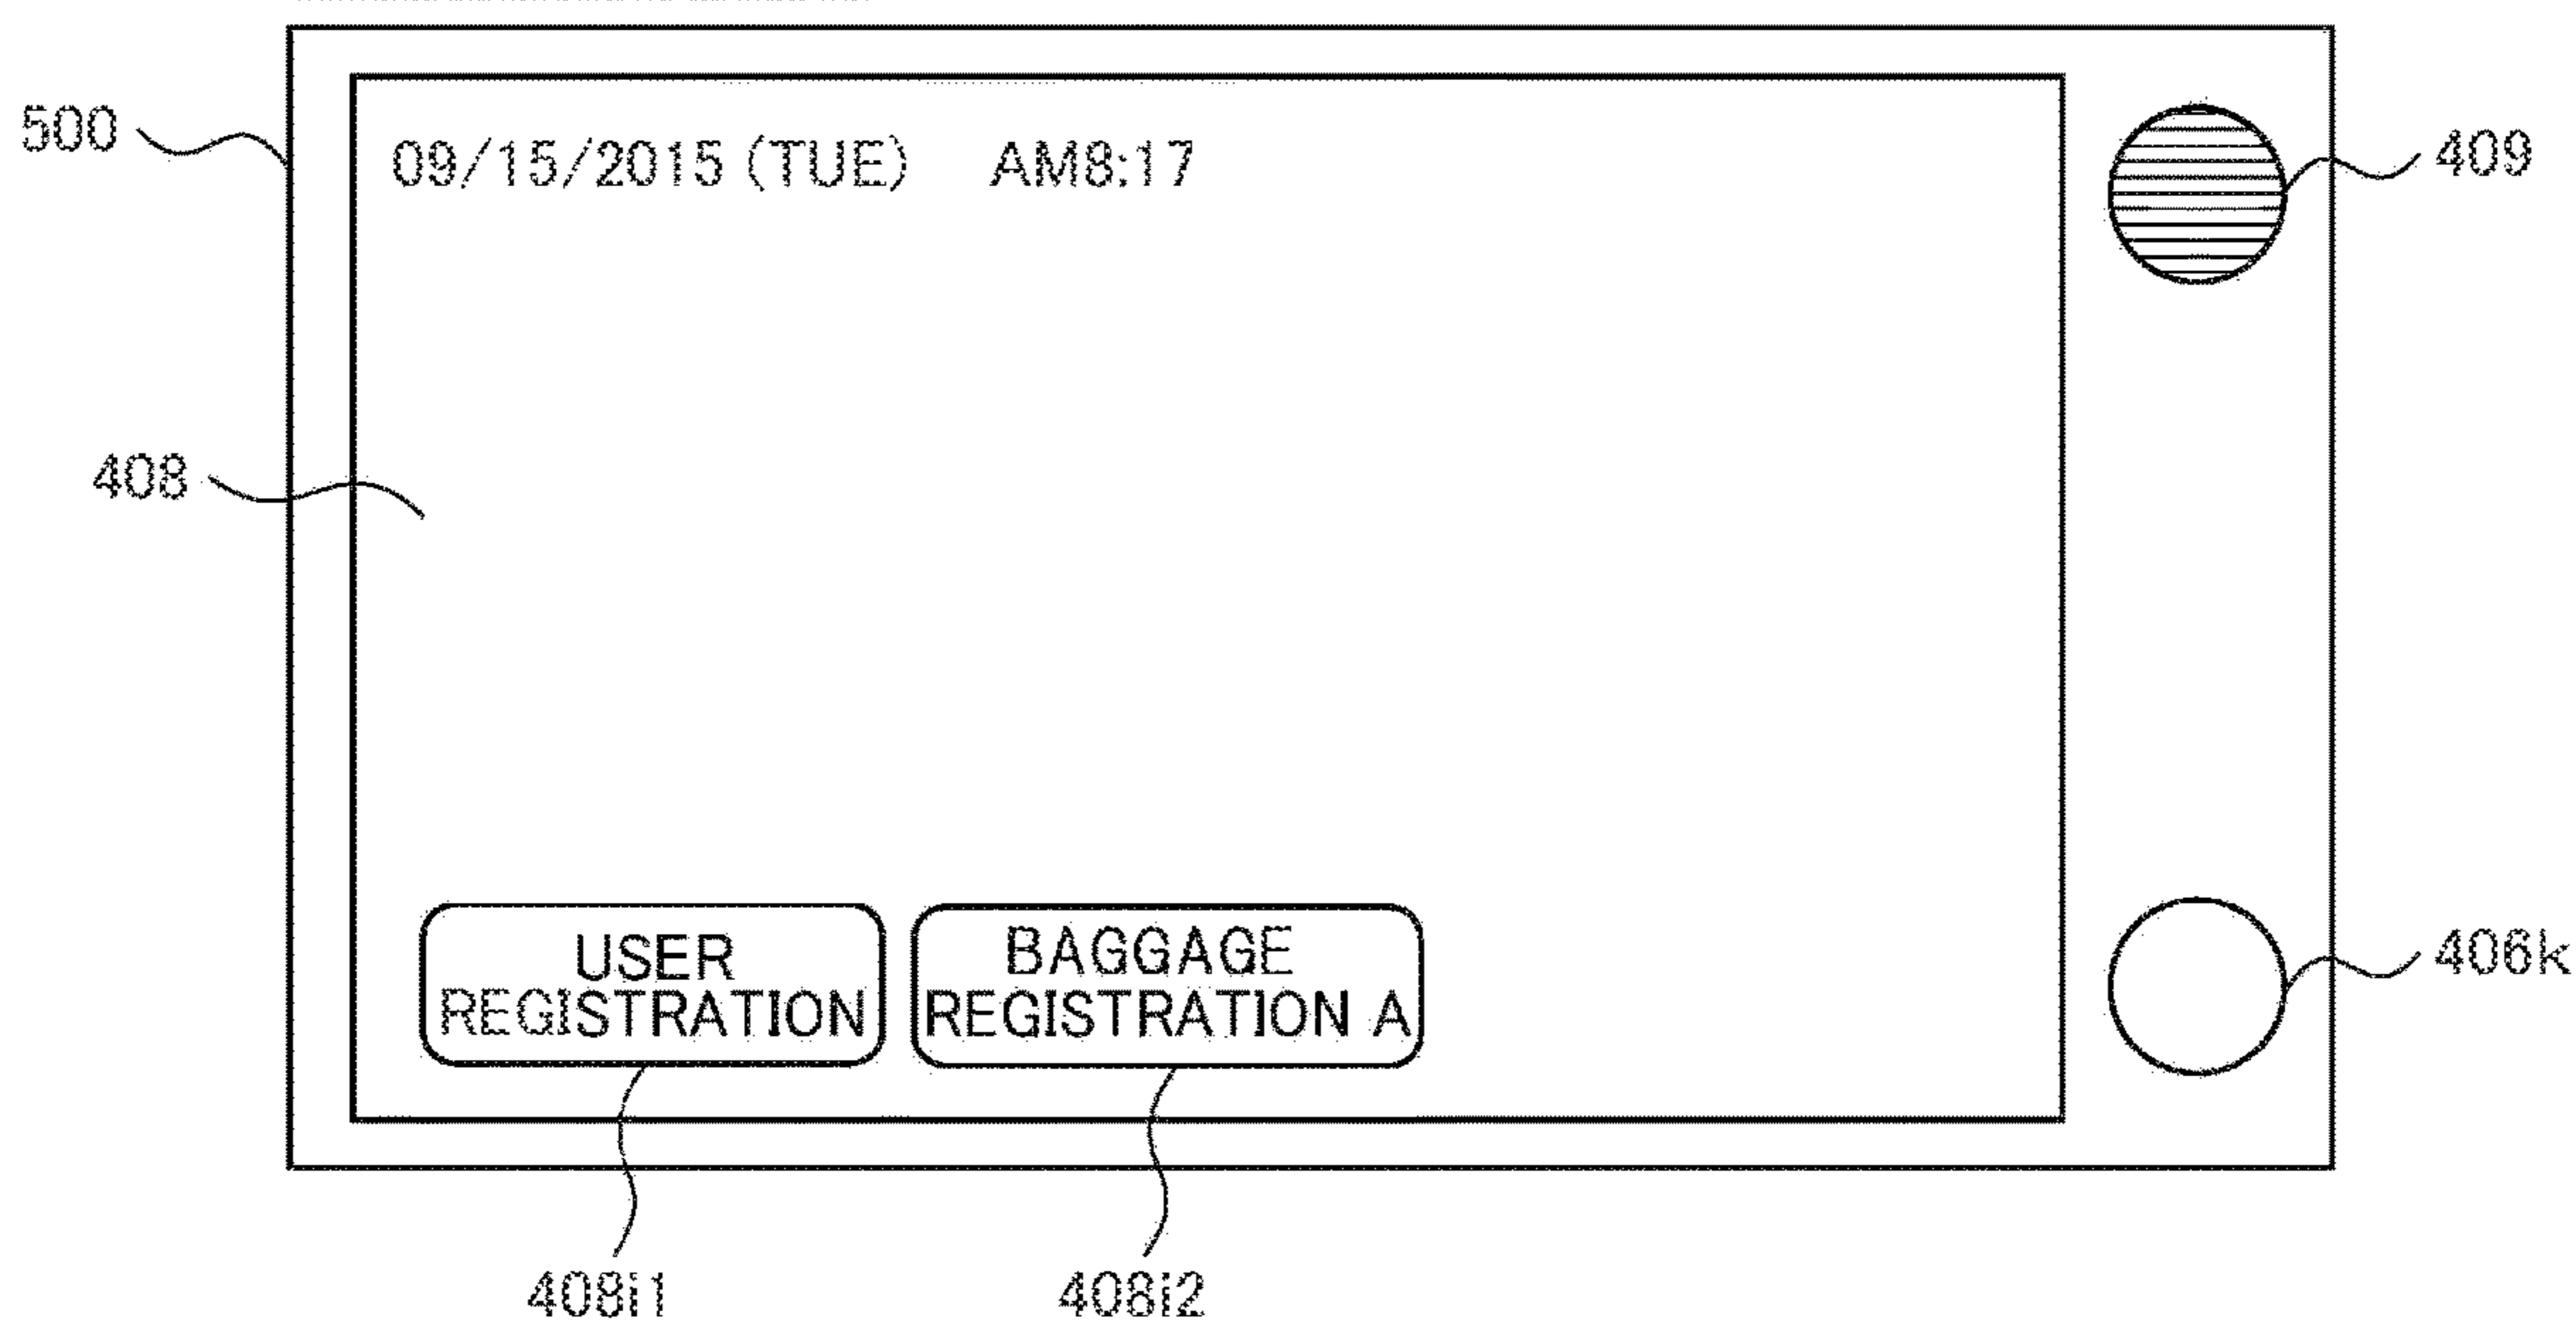 500
09/15/2015 (TUE) AM8:17
409
408
USER
REGISTRATION
BAGGAGE
REGISTRATION A
406k
408i1
408i2